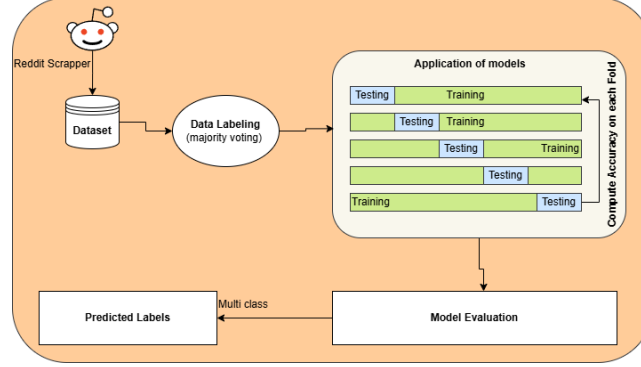 Reddit Scrapper
Dataset
Data Labeling
(majority voting)
Application of models
Testing Training
Testing Training
Testing Training
Testing
Training Testing
Compute Accuracy on each Fold
Predicted Labels
Multi class
Model Evaluation